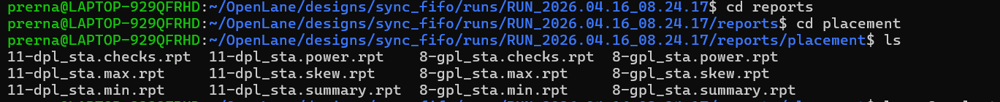 prerna@LAPTOP-929QFRHD:~/OpenLane/designs/sync_fifo/runs/RUN_2026.04.16_08.24.17$ cd reports
prerna@LAPTOP-929QFRHD:~/OpenLane/designs/sync_fifo/runs/RUN_2026.04.16_08.24.17/reports$ cd placement
prerna@LAPTOP-929QFRHD:~/OpenLane/designs/sync_fifo/runs/RUN_2026.04.16_08.24.17/reports/placement$ ls
11-dpl_sta.checks.rpt  11-dpl_sta.power.rpt    8-gpl_sta.checks.rpt  8-gpl_sta.power.rpt
11-dpl_sta.max.rpt     11-dpl_sta.skew.rpt     8-gpl_sta.max.rpt     8-gpl_sta.skew.rpt
11-dpl_sta.min.rpt     11-dpl_sta.summary.rpt  8-gpl_sta.min.rpt     8-gpl_sta.summary.rpt